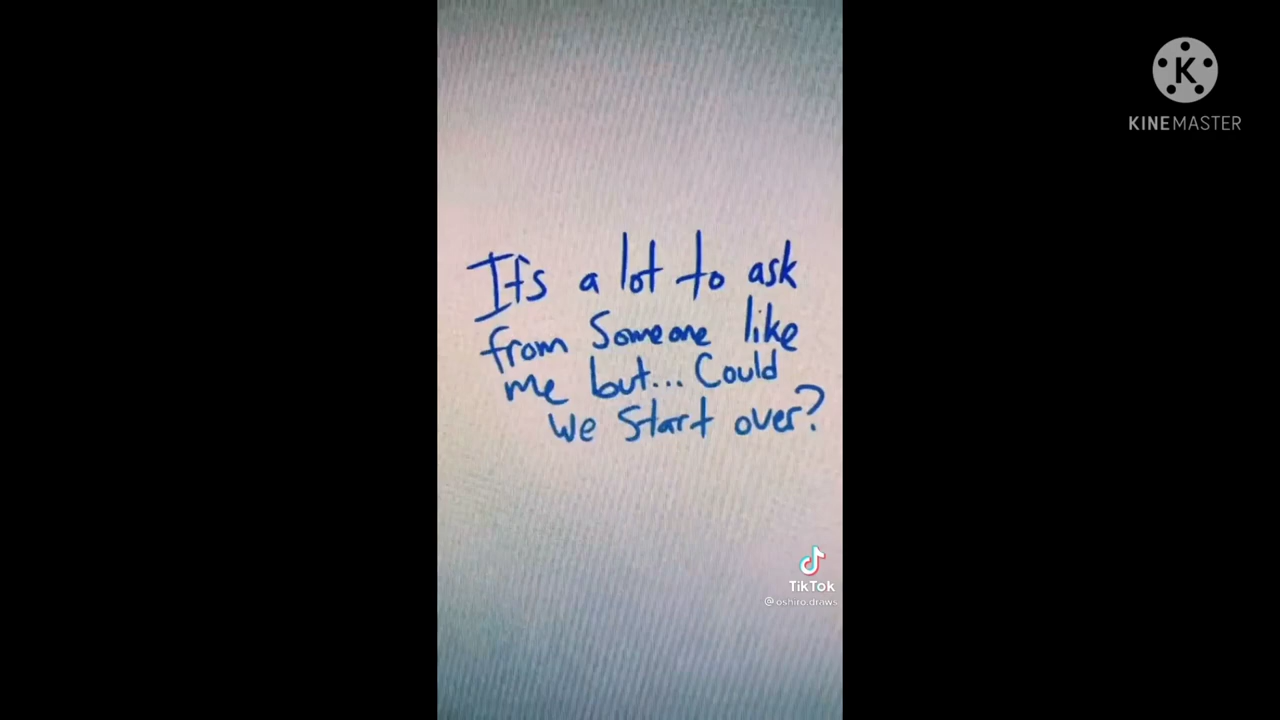 KINEMASTER
It's a lot to ask
from Someone like
me but... Could
we Start over?
TikTok
@oshiro.draws